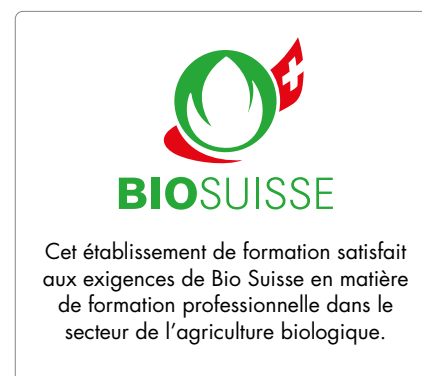 BIOSUISSE
Cet établissement de formation satisfait
aux exigences de Bio Suisse en matière
de formation professionnelle dans le
secteur de l’agriculture biologique.